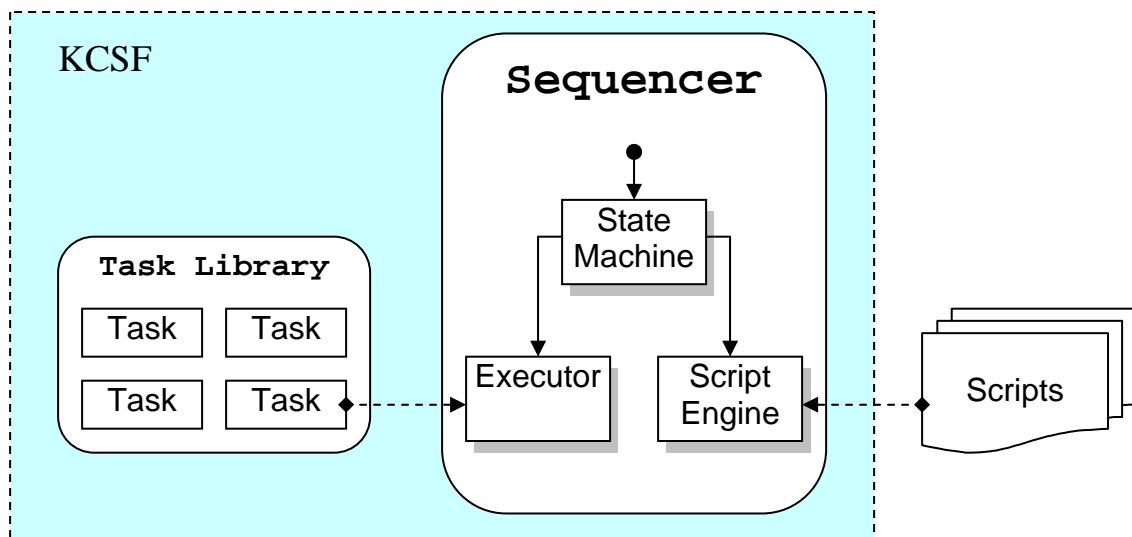 KCSF
Sequencer
State
Machine
Task Library
Task Task
Task Task
Executor
Script
Engine
Scripts